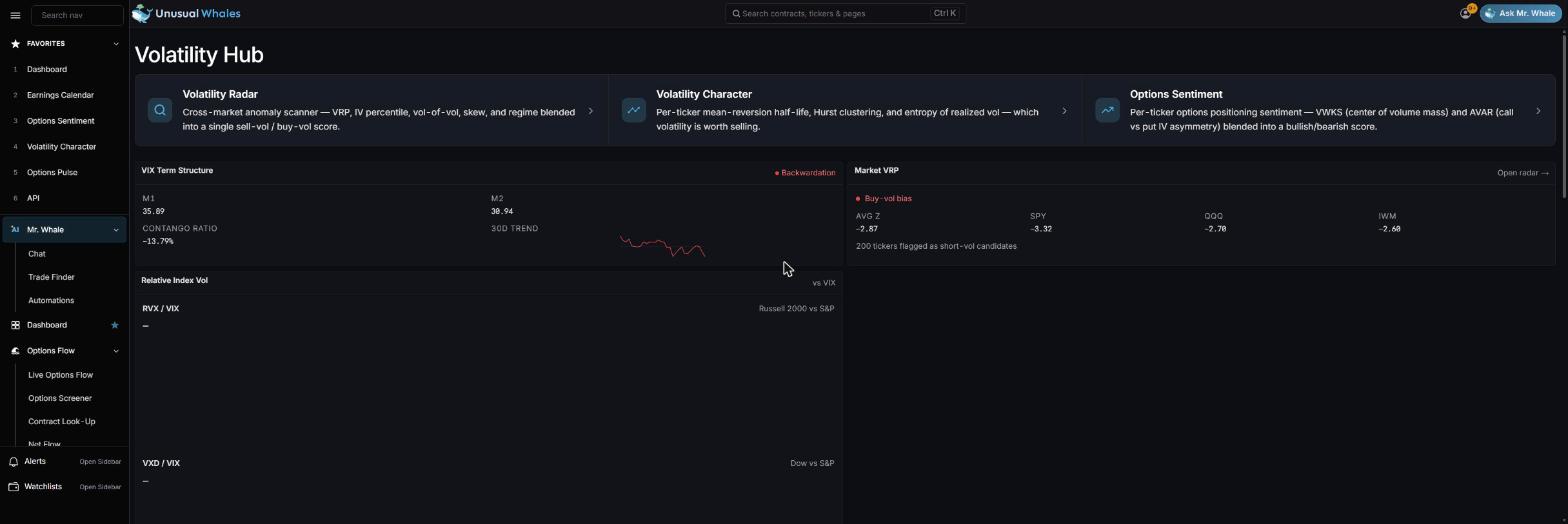 Search nav
Unusual Whales
Search contracts, tickers & pages
Ctrl K
9+
Ask Mr. Whale
FAVORITES
1 Dashboard
2 Earnings Calendar
3 Options Sentiment
4 Volatility Character
5 Options Pulse
6 API
AI Mr. Whale
Chat
Trade Finder
Automations
Dashboard
Options Flow
Live Options Flow
Options Screener
Contract Look-Up
Net Flow
Alerts Open Sidebar
Watchlists Open Sidebar
Volatility Hub
Volatility Radar
Cross-market anomaly scanner — VRP, IV percentile, vol-of-vol, skew, and regime blended
into a single sell-vol / buy-vol score.
Volatility Character
Per-ticker mean-reversion half-life, Hurst clustering, and entropy of realized vol — which
volatility is worth selling.
Options Sentiment
Per-ticker options positioning sentiment — VWKS (center of volume mass) and AVAR (call
vs put IV asymmetry) blended into a bullish/bearish score.
VIX Term Structure
Backwardation
M1
35.89
M2
30.94
CONTANGO RATIO
−13.79%
30D TREND
Market VRP
Open radar →
Buy-vol bias
AVG Z
−2.87
SPY
−3.32
QQQ
−2.70
IWM
−2.60
200 tickers flagged as short-vol candidates
Relative Index Vol
vs VIX
RVX / VIX
Russell 2000 vs S&P
—
VXD / VIX
Dow vs S&P
—